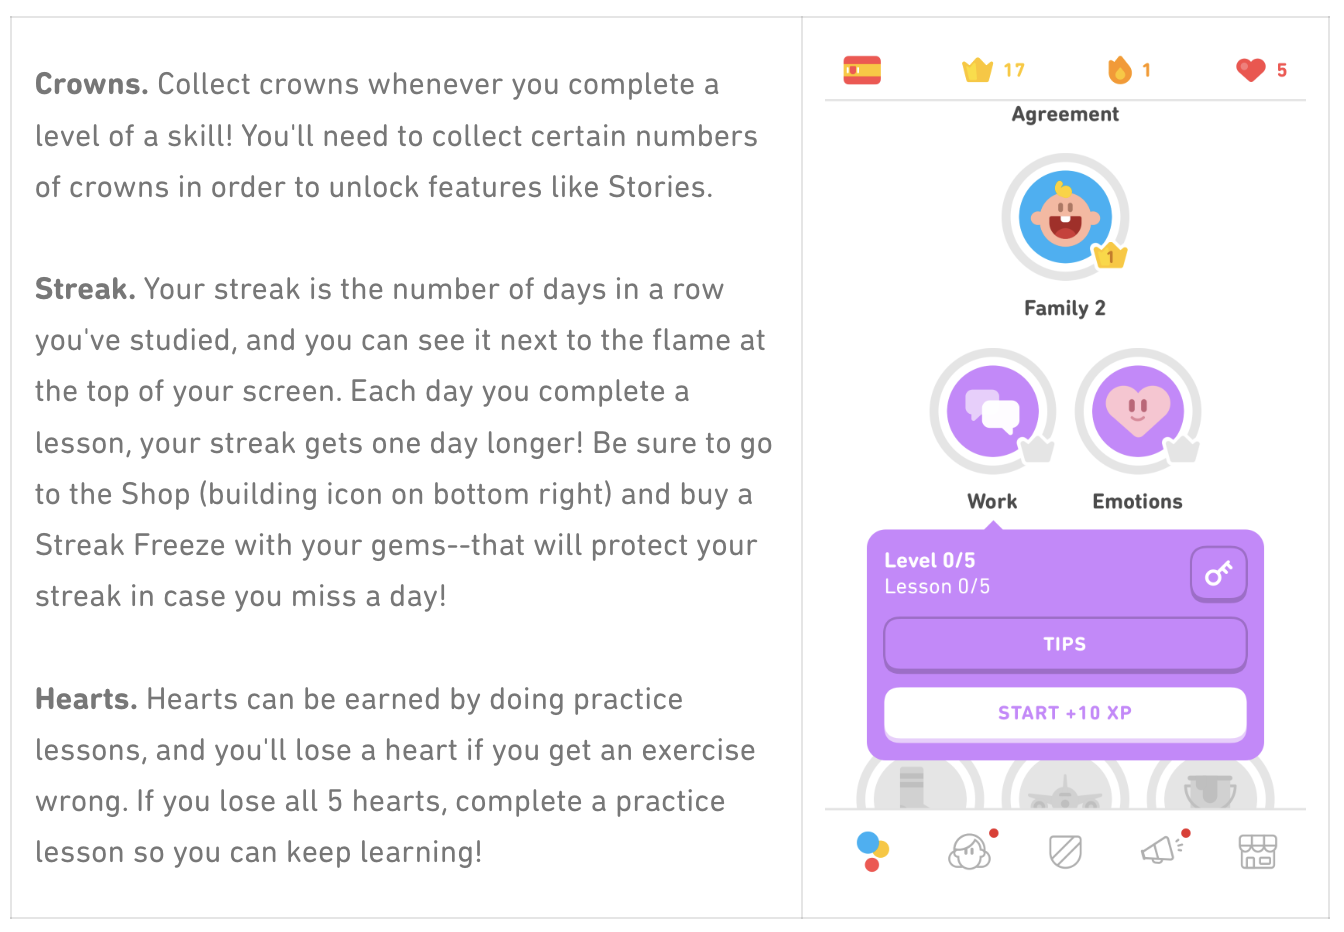 Crowns. Collect crowns whenever you complete a
level of a skill! You'll need to collect certain numbers
of crowns in order to unlock features like Stories.
Streak. Your streak is the number of days in a row
you've studied, and you can see it next to the flame at
the top of your screen. Each day you complete a
lesson, your streak gets one day longer! Be sure to go
to the Shop (building icon on bottom right) and buy a
Streak Freeze with your gems--that will protect your
streak in case you miss a day!
Hearts. Hearts can be earned by doing practice
lessons, and you'll lose a heart if you get an exercise
wrong. If you lose all 5 hearts, complete a practice
lesson so you can keep learning!
17 1 5
Agreement
1
Family 2
Work Emotions
Level 0/5
Lesson 0/5
TIPS
START +10 XP